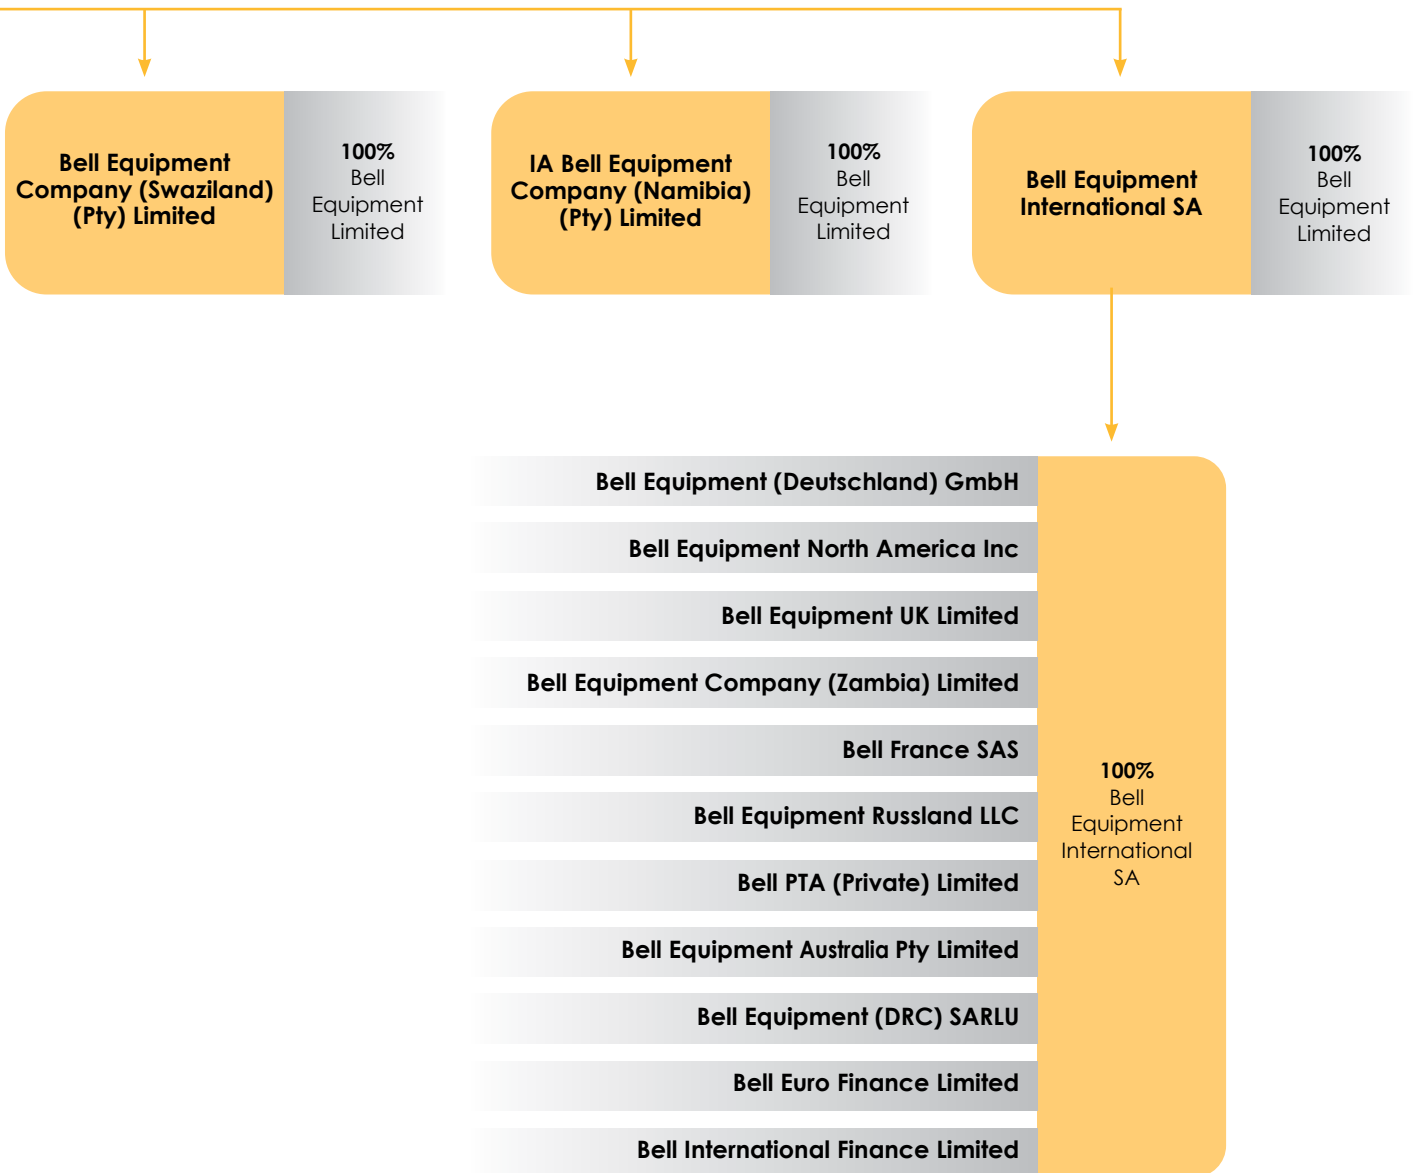 Bell Equipment
Company (Swaziland)
(Pty) Limited
100%
Bell
Equipment
Limited
IA Bell Equipment
Company (Namibia)
(Pty) Limited
100%
Bell
Equipment
Limited
Bell Equipment
International SA
100%
Bell
Equipment
Limited
Bell Equipment (Deutschland) GmbH
Bell Equipment North America Inc
Bell Equipment UK Limited
Bell Equipment Company (Zambia) Limited
Bell France SAS
Bell Equipment Russland LLC
Bell PTA (Private) Limited
Bell Equipment Australia Pty Limited
Bell Equipment (DRC) SARLU
Bell Euro Finance Limited
Bell International Finance Limited
100%
Bell
Equipment
International
SA